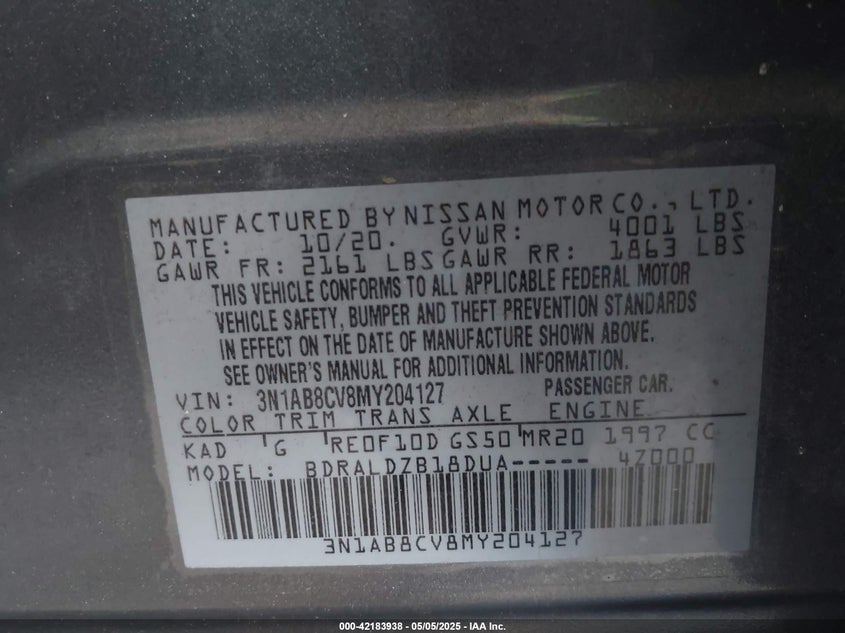 MANUFACTURED BY NISSAN MOTOR CO., LTD.
DATE: 10/20. GVWR: 4001 LBS
GAWR FR: 2161 LBS GAWR RR: 1863 LBS
THIS VEHICLE CONFORMS TO ALL APPLICABLE FEDERAL MOTOR
VEHICLE SAFETY, BUMPER AND THEFT PREVENTION STANDARDS
IN EFFECT ON THE DATE OF MANUFACTURE SHOWN ABOVE.
SEE OWNER'S MANUAL FOR ADDITIONAL INFORMATION.
VIN: 3N1AB8CV8MY204127 PASSENGER CAR.
COLOR TRIM TRANS AXLE ENGINE
KAD G RE0F10D GS50 MR20 1997 CC
MODEL: BDRALDZB18DUA----- 4Z000
3N1AB8CV8MY204127
000-42183938 - 05/05/2025 - IAA Inc.